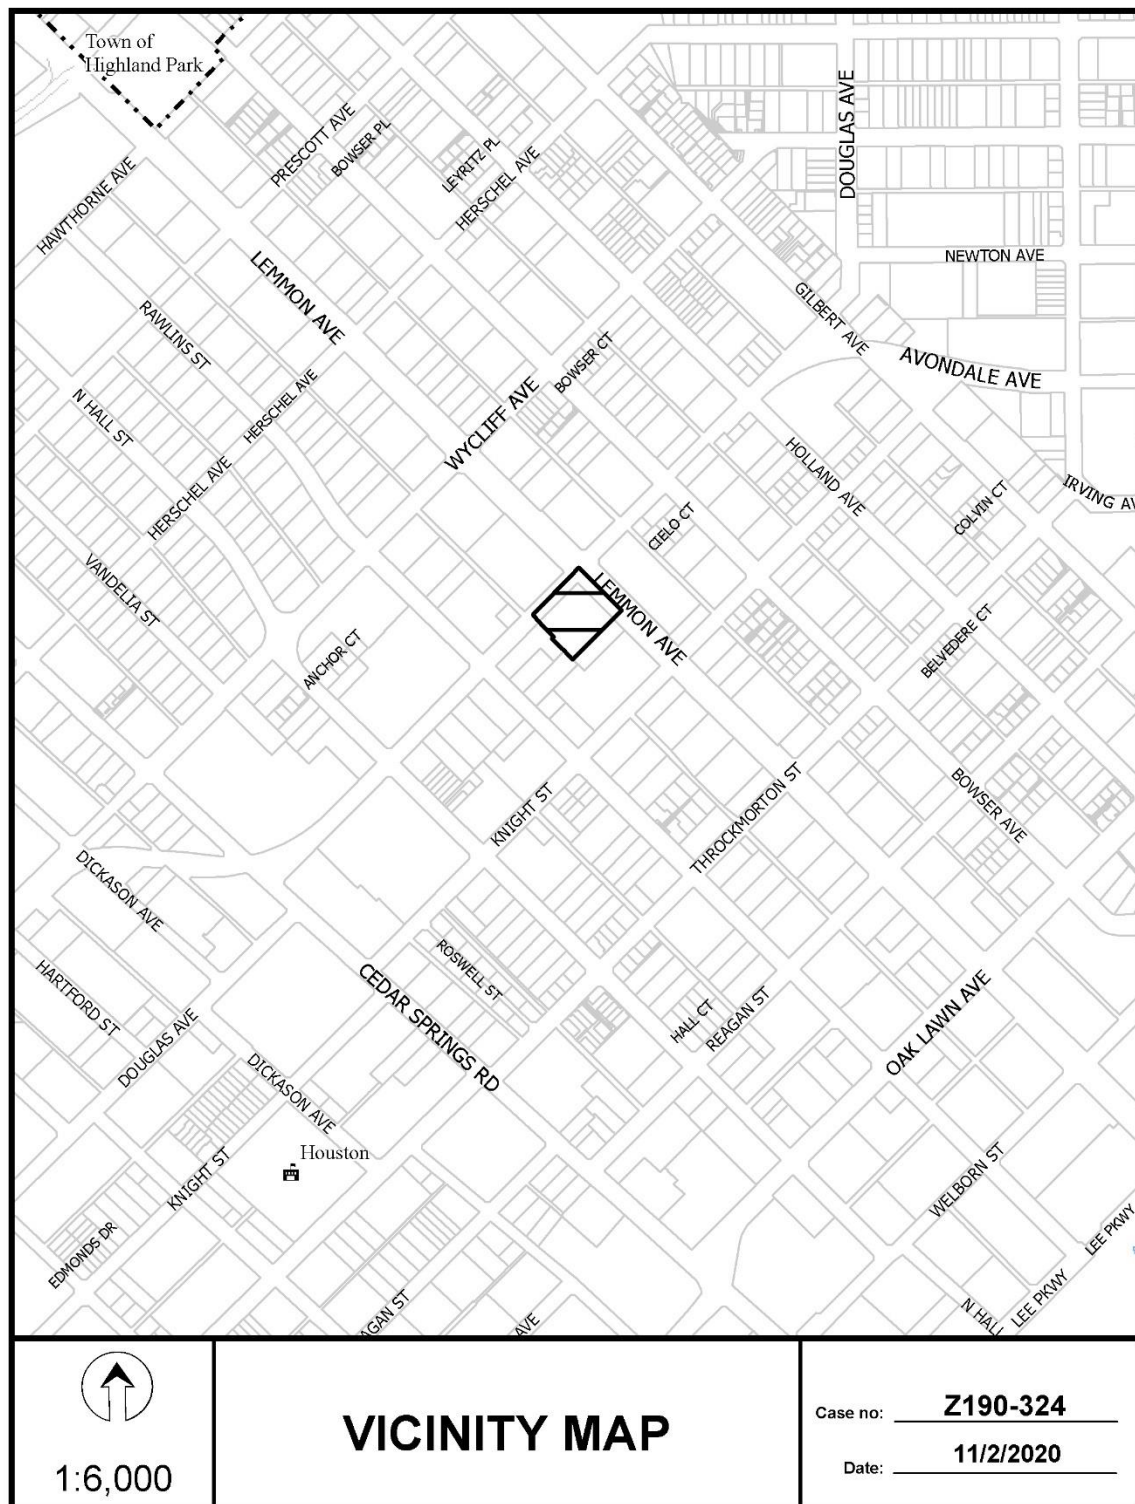 Town of
Highland Park
DOUGLAS AVE
PRESCOTT AVE
BOWSER PL
LEYRITZ PL
HERSCHEL AVE
HAWTHORNE AVE
NEWTON AVE
LEMMON AVE
GILBERT AVE
RAWLINS ST
AVONDALE AVE
BOWSER CT
HERSCHEL AVE
WYCLIFF AVE
N HALL ST
HOLLAND AVE
HERSCHEL AVE
COLVIN CT
IRVING AV
CIELO CT
VANDELIA ST
LEMMON AVE
BELVEDERE CT
ANCHOR CT
KNIGHT ST
THROCKMORTON ST
BOWSER AVE
DICKASON AVE
ROSWELL ST
HARTFORD ST
CEDAR SPRINGS RD
HALL CT
REAGAN ST
OAK LAWN AVE
DOUGLAS AVE
DICKASON AVE
Houston
KNIGHT ST
WELBORN ST
EDMONDS DR
LEE PKWY
LEE PKWY
N HALL
AGAN ST
AVE
1:6,000
VICINITY MAP
Case no: Z190-324
Date: 11/2/2020